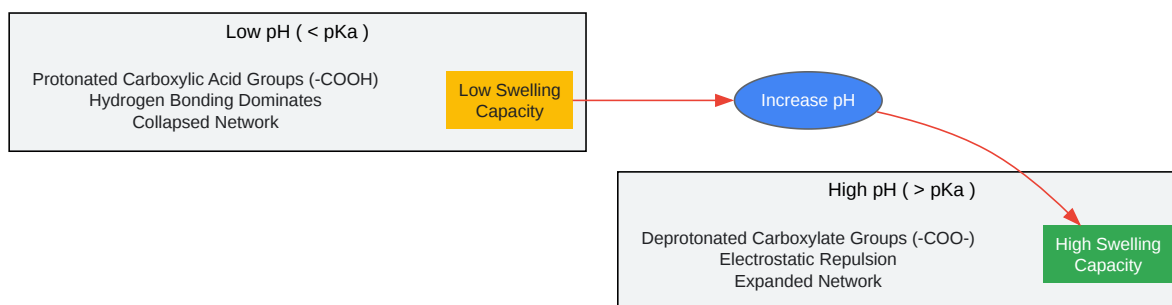 Low pH ( < pKa )
Protonated Carboxylic Acid Groups (-COOH)
Hydrogen Bonding Dominates
Collapsed Network
Low Swelling
Capacity
Increase pH
High pH ( > pKa )
Deprotonated Carboxylate Groups (-COO-)
Electrostatic Repulsion
Expanded Network
High Swelling
Capacity